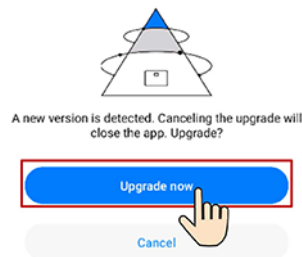 A new version is detected. Canceling the upgrade will
close the app. Upgrade?
Upgrade now
Cancel